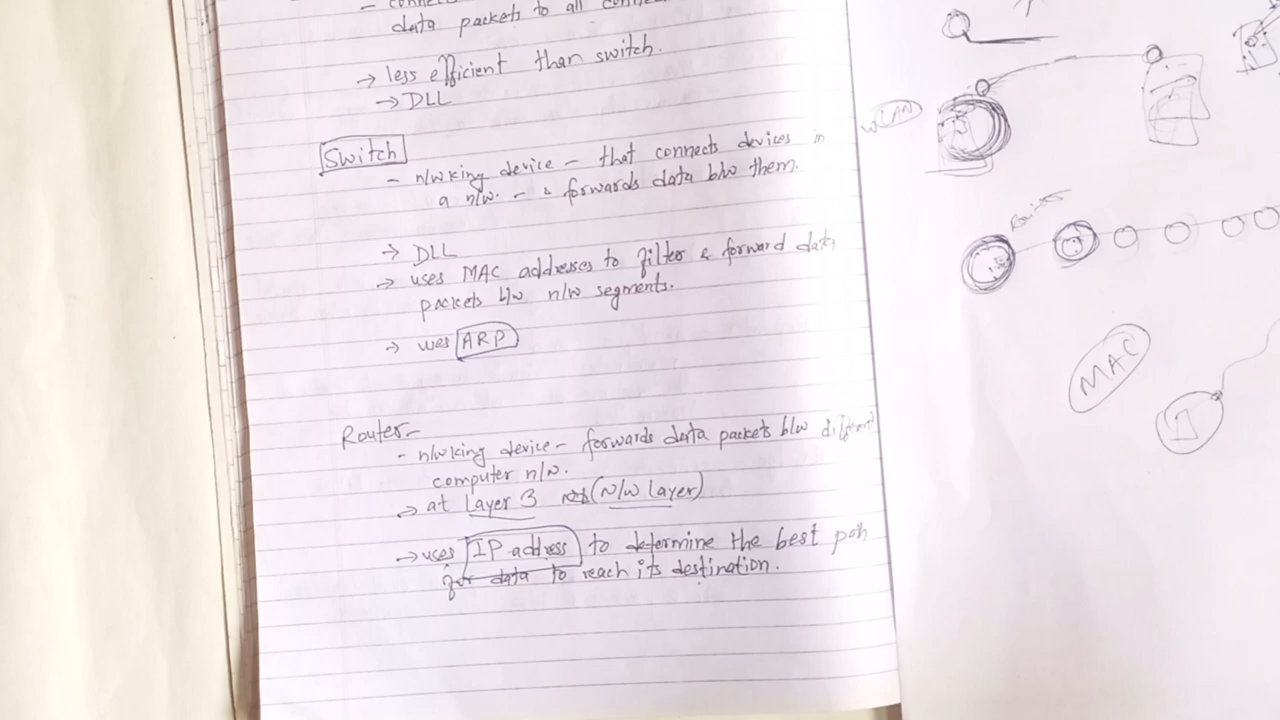 data packets to all
→ less efficient than switch.
→ DLL
Switch
- n/wking device - that connects devices in
a n/w. - & forwards data b/w them.
→ DLL
→ uses MAC addresses to filter & forward data
packets b/w n/w segments.
→ uses ARP
Router-
- n/wking device - forwards data packets b/w different
computer n/w.
→ at Layer 3 (N/w layer)
→ uses IP address to determine the best path
for data to reach its destination.
WLAN
Router
MAC